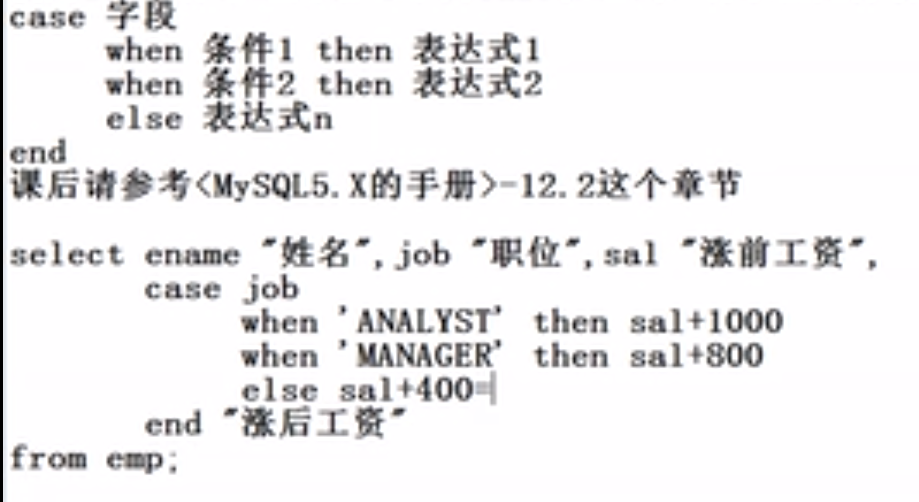 case 字段
when 条件1 then 表达式1
when 条件2 then 表达式2
else 表达式n
end
课后请参考<MySQL5.X的手册>-12.2这个章节
select ename "姓名",job "职位",sal "涨前工资",
case job
when 'ANALYST' then sal+1000
when 'MANAGER' then sal+800
else sal+400=
end "涨后工资"
from emp;